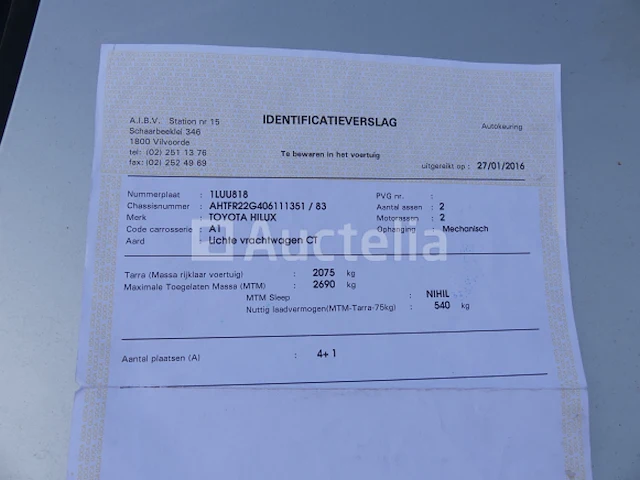 A.I.B.V. Station nr 15
Schaarbeeklei 346
1800 Vilvoorde
tel: (02) 251 13 76
fax: (02) 252 49 69
IDENTIFICATIEVERSLAG
Autokeuring
Te bewaren in het voertuig
uitgereikt op : 27/01/2016
Nummerplaat : 1LUU818
PVG nr. :
Chassisnummer : AHTFR22G406111351 / 83
Aantal assen : 2
Merk : TOYOTA HILUX
Motorassen : 2
Code carrosserie : A1
Ophanging : Mechanisch
Aard : Lichte vrachtwagen CT
Auctelia
Tarra (Massa rijklaar voertuig) : 2075 kg
Maximale Toegelaten Massa (MTM) : 2690 kg
MTM Sleep : NIHIL
Nuttig laadvermogen(MTM-Tarra-75kg) : 540 kg
Aantal plaatsen (A) : 4+1